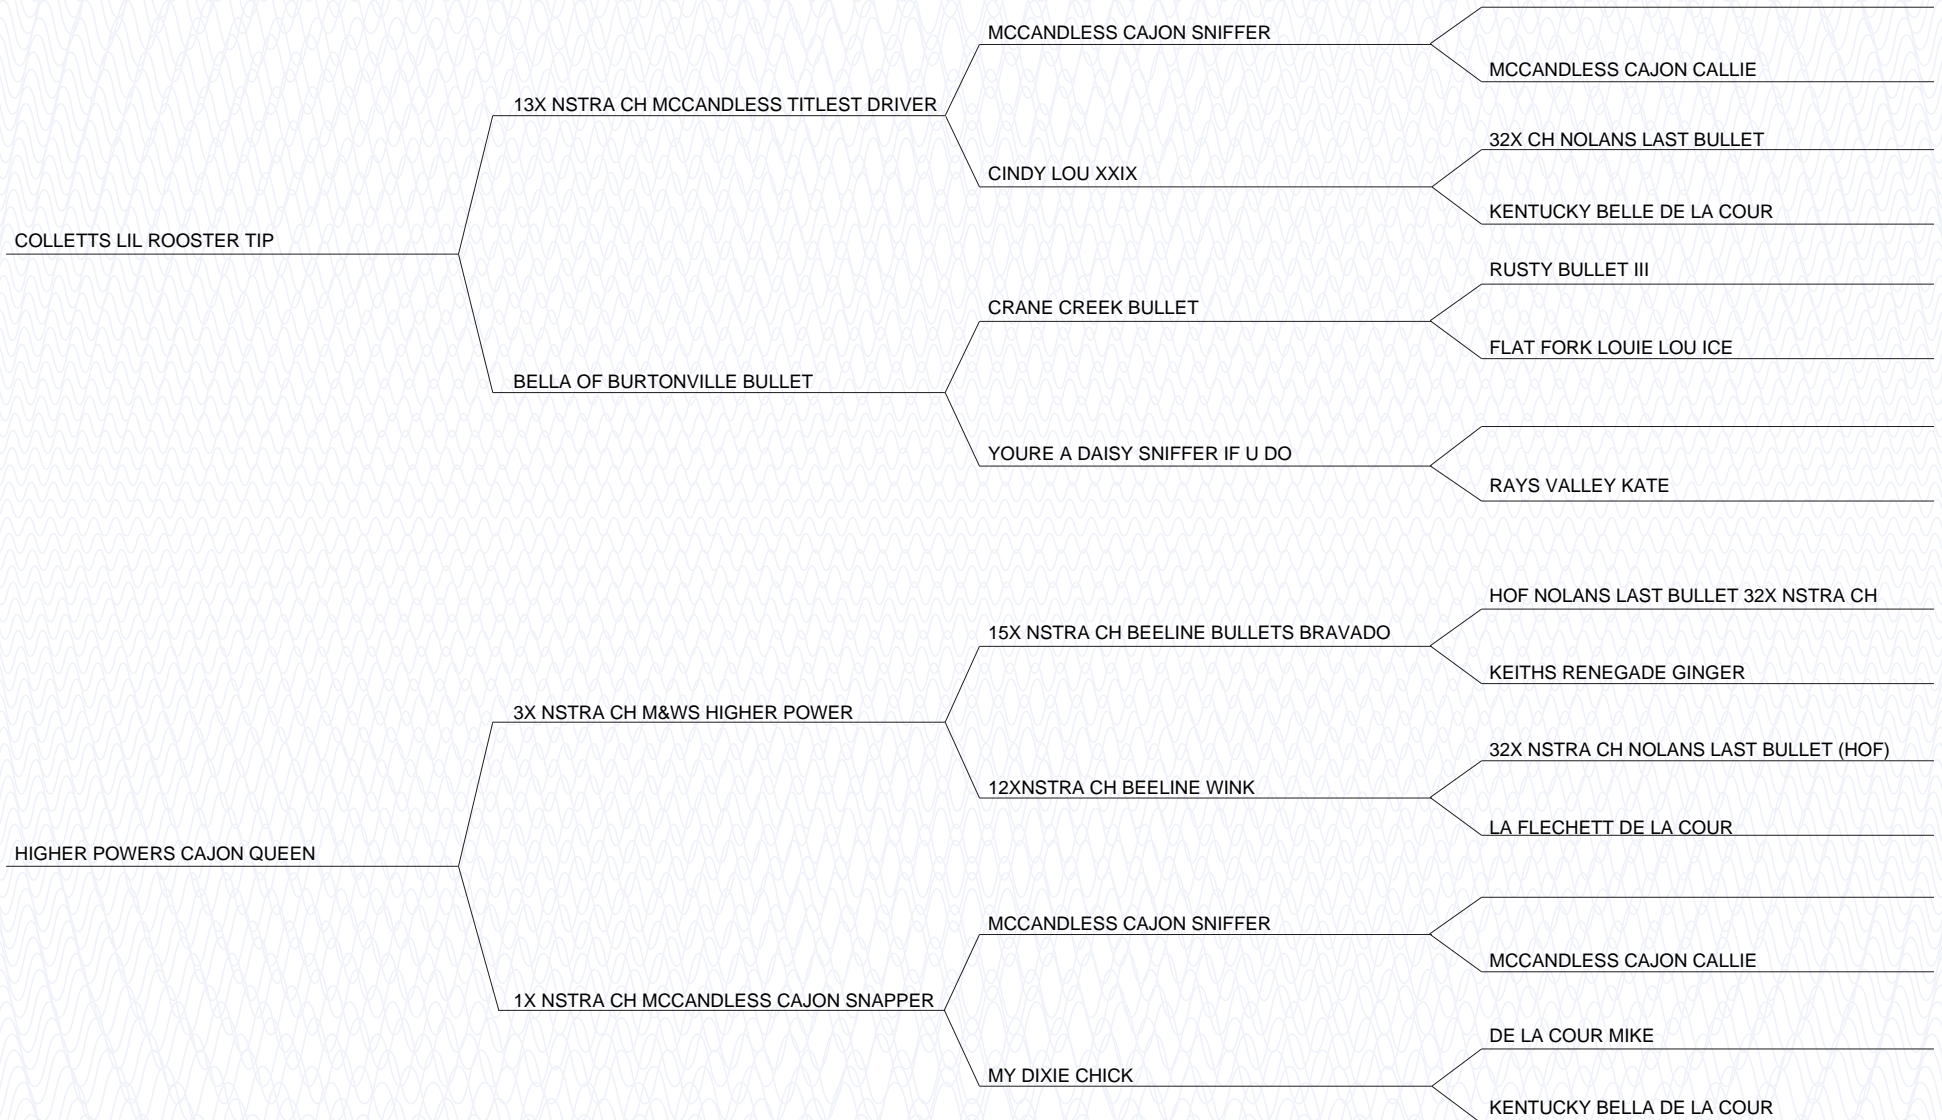 MCCANDLESS CAJON SNIFFER
MCCANDLESS CAJON CALLIE
13X NSTRA CH MCCANDLESS TITLEST DRIVER
32X CH NOLANS LAST BULLET
CINDY LOU XXIX
KENTUCKY BELLE DE LA COUR
COLLETTS LIL ROOSTER TIP
RUSTY BULLET III
CRANE CREEK BULLET
FLAT FORK LOUIE LOU ICE
BELLA OF BURTONVILLE BULLET
YOURE A DAISY SNIFFER IF U DO
RAYS VALLEY KATE
HOF NOLANS LAST BULLET 32X NSTRA CH
15X NSTRA CH BEELINE BULLETS BRAVADO
KEITHS RENEGADE GINGER
3X NSTRA CH M&WS HIGHER POWER
32X NSTRA CH NOLANS LAST BULLET (HOF)
12XNSTRA CH BEELINE WINK
LA FLECHETT DE LA COUR
HIGHER POWERS CAJON QUEEN
MCCANDLESS CAJON SNIFFER
MCCANDLESS CAJON CALLIE
1X NSTRA CH MCCANDLESS CAJON SNAPPER
DE LA COUR MIKE
MY DIXIE CHICK
KENTUCKY BELLA DE LA COUR